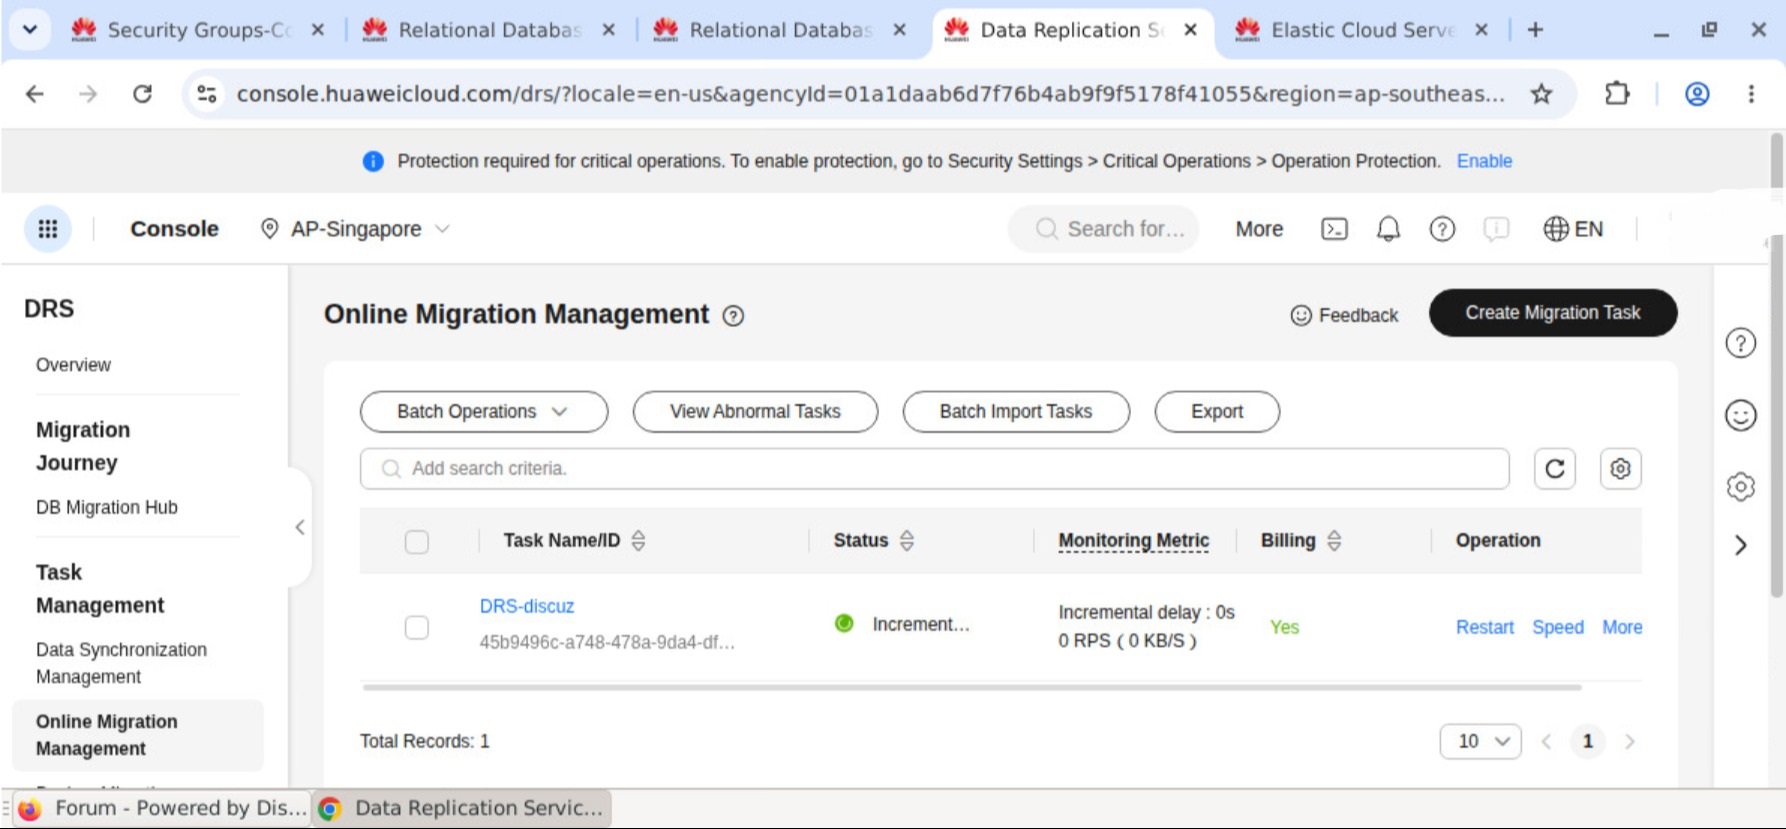 Security Groups-Co
Relational Databas
Relational Databas
Data Replication Se
Elastic Cloud Serve
console.huaweicloud.com/drs/?locale=en-us&agencyId=01a1daab6d7f76b4ab9f9f5178f41055&region=ap-southeas...
Protection required for critical operations. To enable protection, go to Security Settings > Critical Operations > Operation Protection. Enable
Console
AP-Singapore
Search for...
More
EN
DRS
Overview
Migration
Journey
DB Migration Hub
Task
Management
Data Synchronization
Management
Online Migration
Management
Online Migration Management
Feedback
Create Migration Task
Batch Operations
View Abnormal Tasks
Batch Import Tasks
Export
Add search criteria.
Task Name/ID
Status
Monitoring Metric
Billing
Operation
DRS-discuz
45b9496c-a748-478a-9da4-df...
Increment...
Incremental delay : 0s
0 RPS ( 0 KB/S )
Yes
Restart
Speed
More
Total Records: 1
10
1
Forum - Powered by Dis...
Data Replication Servic...